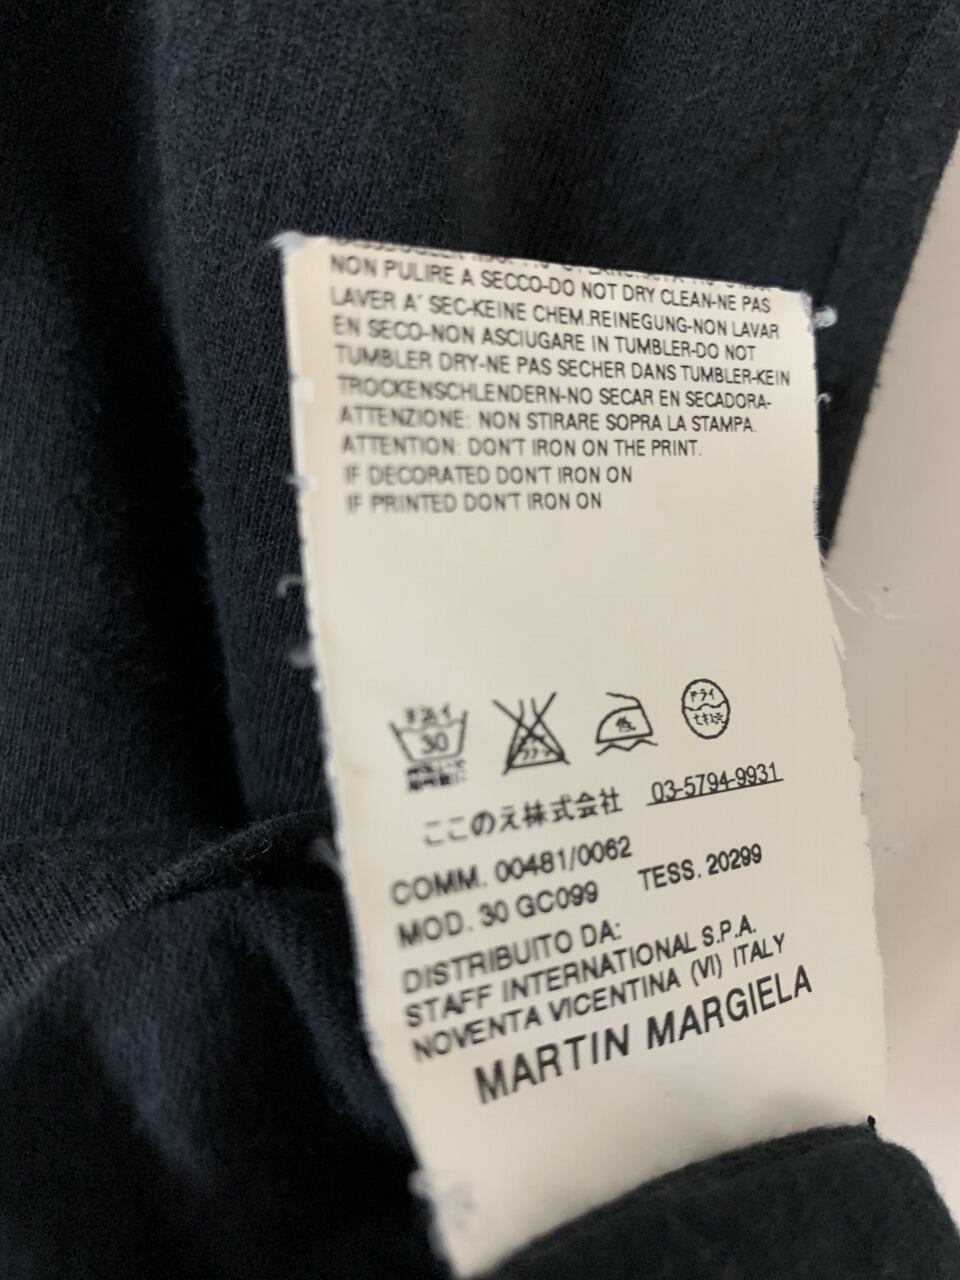 NON PULIRE A SECCO-DO NOT DRY CLEAN-NE PAS
LAVER A' SEC-KEINE CHEM.REINEGUNG-NON LAVAR
EN SECO-NON ASCIUGARE IN TUMBLER-DO NOT
TUMBLER DRY-NE PAS SECHER DANS TUMBLER-KEIN
TROCKENSCHLENDERN-NO SECAR EN SECADORA-
ATTENZIONE: NON STIRARE SOPRA LA STAMPA.
ATTENTION: DON'T IRON ON THE PRINT.
IF DECORATED DON'T IRON ON
IF PRINTED DON'T IRON ON
30
低
ドライ
ここのえ株式会社 03-5794-9931
COMM. 00481/0062
MOD. 30 GC099 TESS. 20299
DISTRIBUITO DA:
STAFF INTERNATIONAL S.P.A.
NOVENTA VICENTINA (VI) ITALY
MARTIN MARGIELA